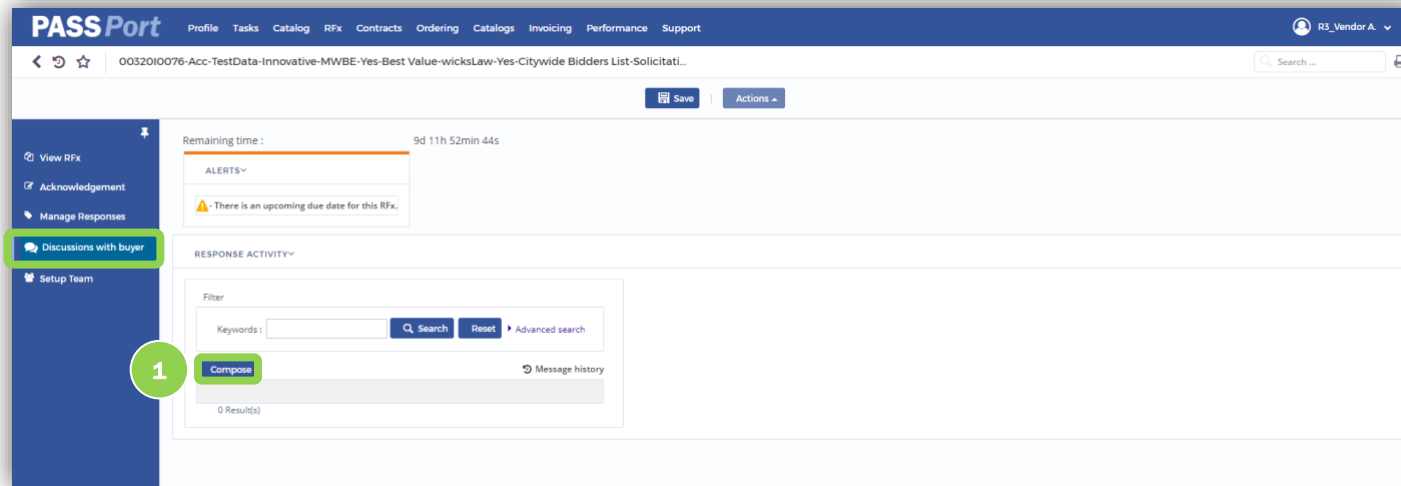 PASSPort Profile Tasks Catalog RFx Contracts Ordering Catalogs Invoicing Performance Support R3_Vendor A.
0032010076-Acc-TestData-Innovative-MWBE-Yes-Best Value-wicksLaw-Yes-Citywide Bidders List-Solicitati... Search ...
Save Actions
View RFx
Acknowledgement
Manage Responses
Discussions with buyer
Setup Team
Remaining time : 9d 11h 52min 44s
ALERTS
- There is an upcoming due date for this RFx.
RESPONSE ACTIVITY
Filter
Keywords : Search Reset Advanced search
1 Compose Message history
0 Result(s)